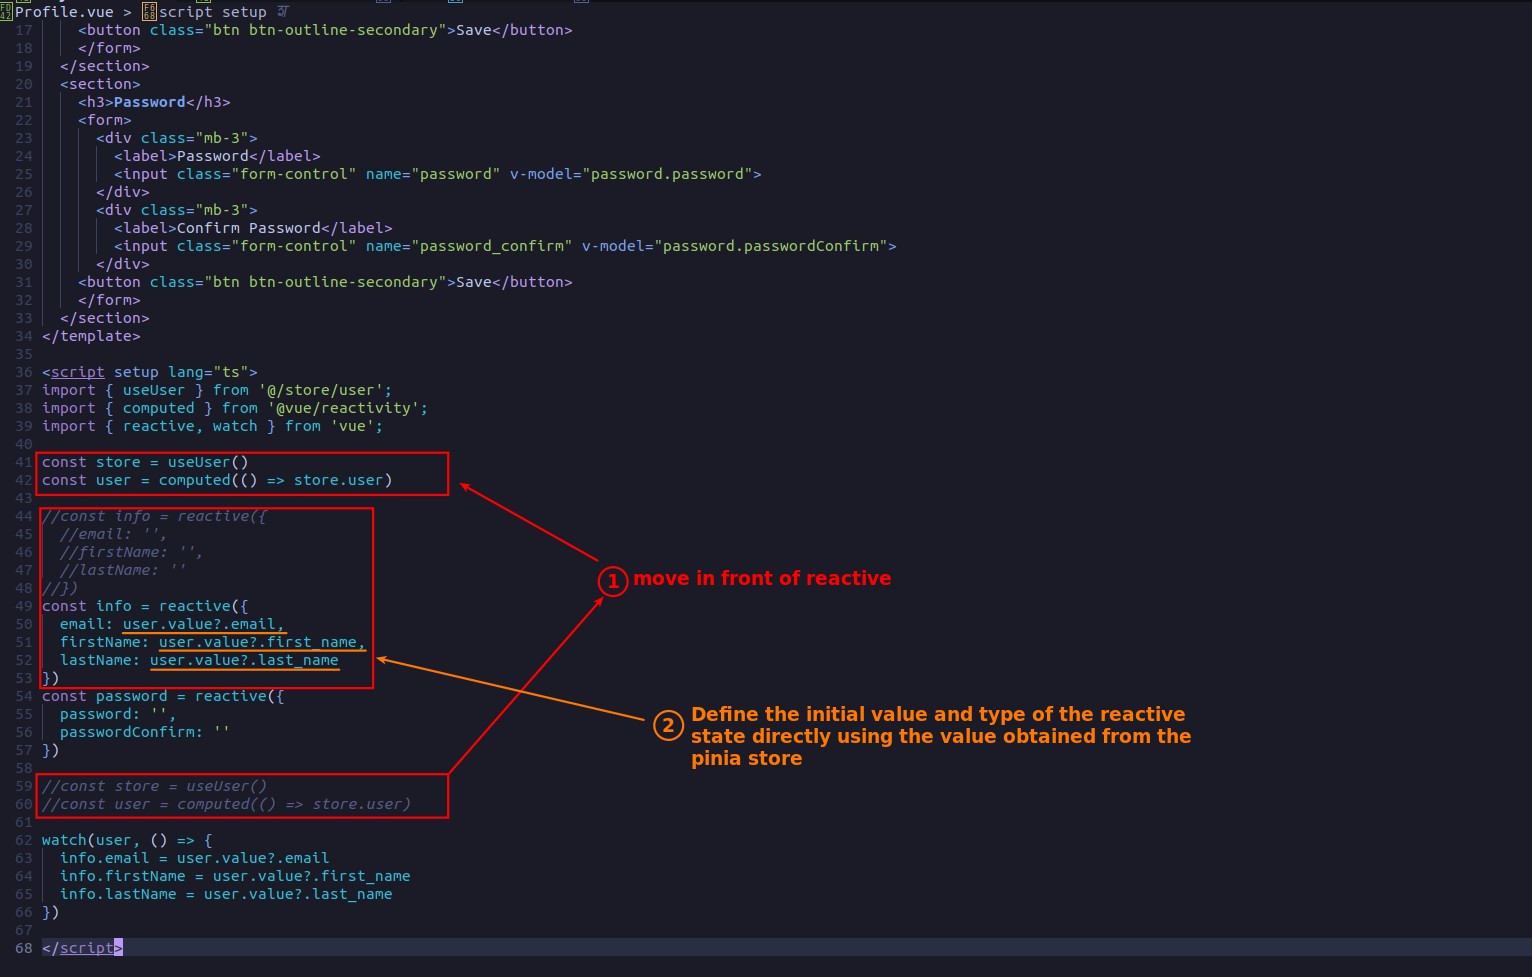 Profile.vue > script setup
17 <button class="btn btn-outline-secondary">Save</button>
18 </form>
19 </section>
20 <section>
21 <h3>Password</h3>
22 <form>
23 <div class="mb-3">
24 <label>Password</label>
25 <input class="form-control" name="password" v-model="password.password">
26 </div>
27 <div class="mb-3">
28 <label>Confirm Password</label>
29 <input class="form-control" name="password_confirm" v-model="password.passwordConfirm">
30 </div>
31 <button class="btn btn-outline-secondary">Save</button>
32 </form>
33 </section>
34 </template>
35
36 <script setup lang="ts">
37 import { useUser } from '@/store/user';
38 import { computed } from '@vue/reactivity';
39 import { reactive, watch } from 'vue';
40
41 const store = useUser()
42 const user = computed(() => store.user)
43
44 //const info = reactive({
45 //email: '',
46 //firstName: '',
47 //lastName: ''
48 //})
49 const info = reactive({
50 email: user.value?.email,
51 firstName: user.value?.first_name,
52 lastName: user.value?.last_name
53 })
54 const password = reactive({
55 password: '',
56 passwordConfirm: ''
57 })
58
59 //const store = useUser()
60 //const user = computed(() => store.user)
61
62 watch(user, () => {
63 info.email = user.value?.email
64 info.firstName = user.value?.first_name
65 info.lastName = user.value?.last_name
66 })
67
68 </script>
1 move in front of reactive
2 Define the initial value and type of the reactive
state directly using the value obtained from the
pinia store